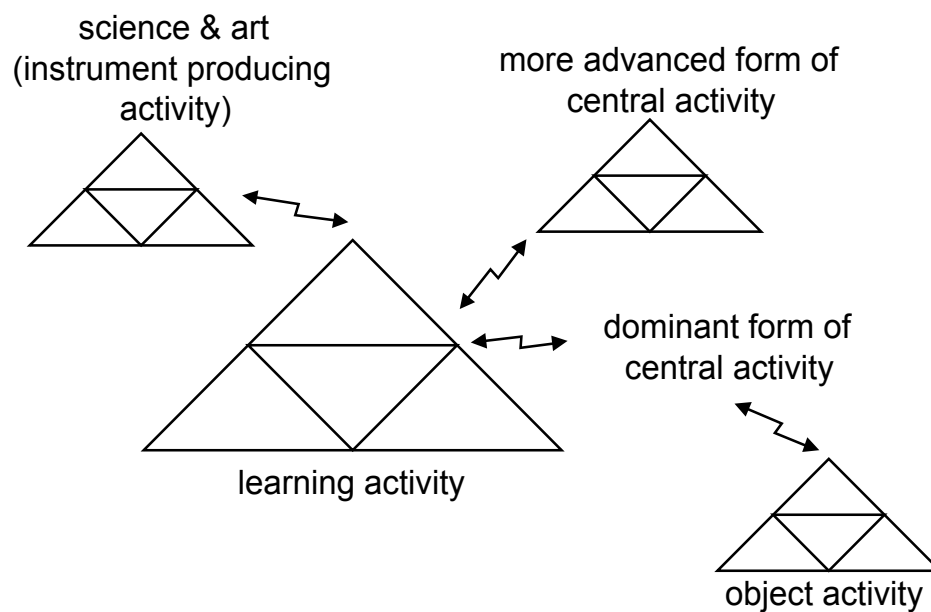 science & art
(instrument producing
activity)
more advanced form of
central activity
dominant form of
central activity
learning activity
object activity